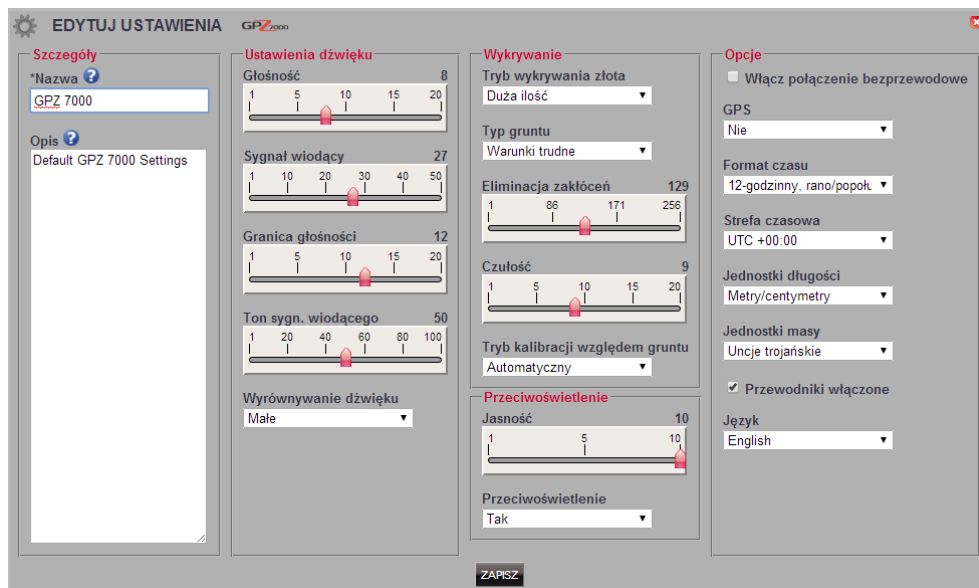 EDYTUJ USTAWIENIA GPZ7000
Szczegóły
*Nazwa ?
GPZ 7000
Opis ?
Default GPZ 7000 Settings
Ustawienia dźwięku
Głośność 8
1 5 10 15 20
Sygnał wiodący 27
1 10 20 30 40 50
Granica głośności 12
1 5 10 15 20
Ton sygn. wiodącego 50
1 20 40 60 80 100
Wyrównywanie dźwięku
Małe
Wykrywanie
Tryb wykrywania złota
Duża ilość
Typ gruntu
Warunki trudne
Eliminacja zakłóceń 129
1 86 171 256
Czułość 9
1 5 10 15 20
Tryb kalibracji względem gruntu
Automatyczny
Przeciwoświetlenie
Jasność 10
1 5 10
Przeciwoświetlenie
Tak
Opcje
Włącz połączenie bezprzewodowe
GPS
Nie
Format czasu
12-godzinny, rano/popołu
Strefa czasowa
UTC +00:00
Jednostki długości
Metry/centymetry
Jednostki masy
Uncje trojańskie
Przewodniki włączone
Język
English
ZAPISZ